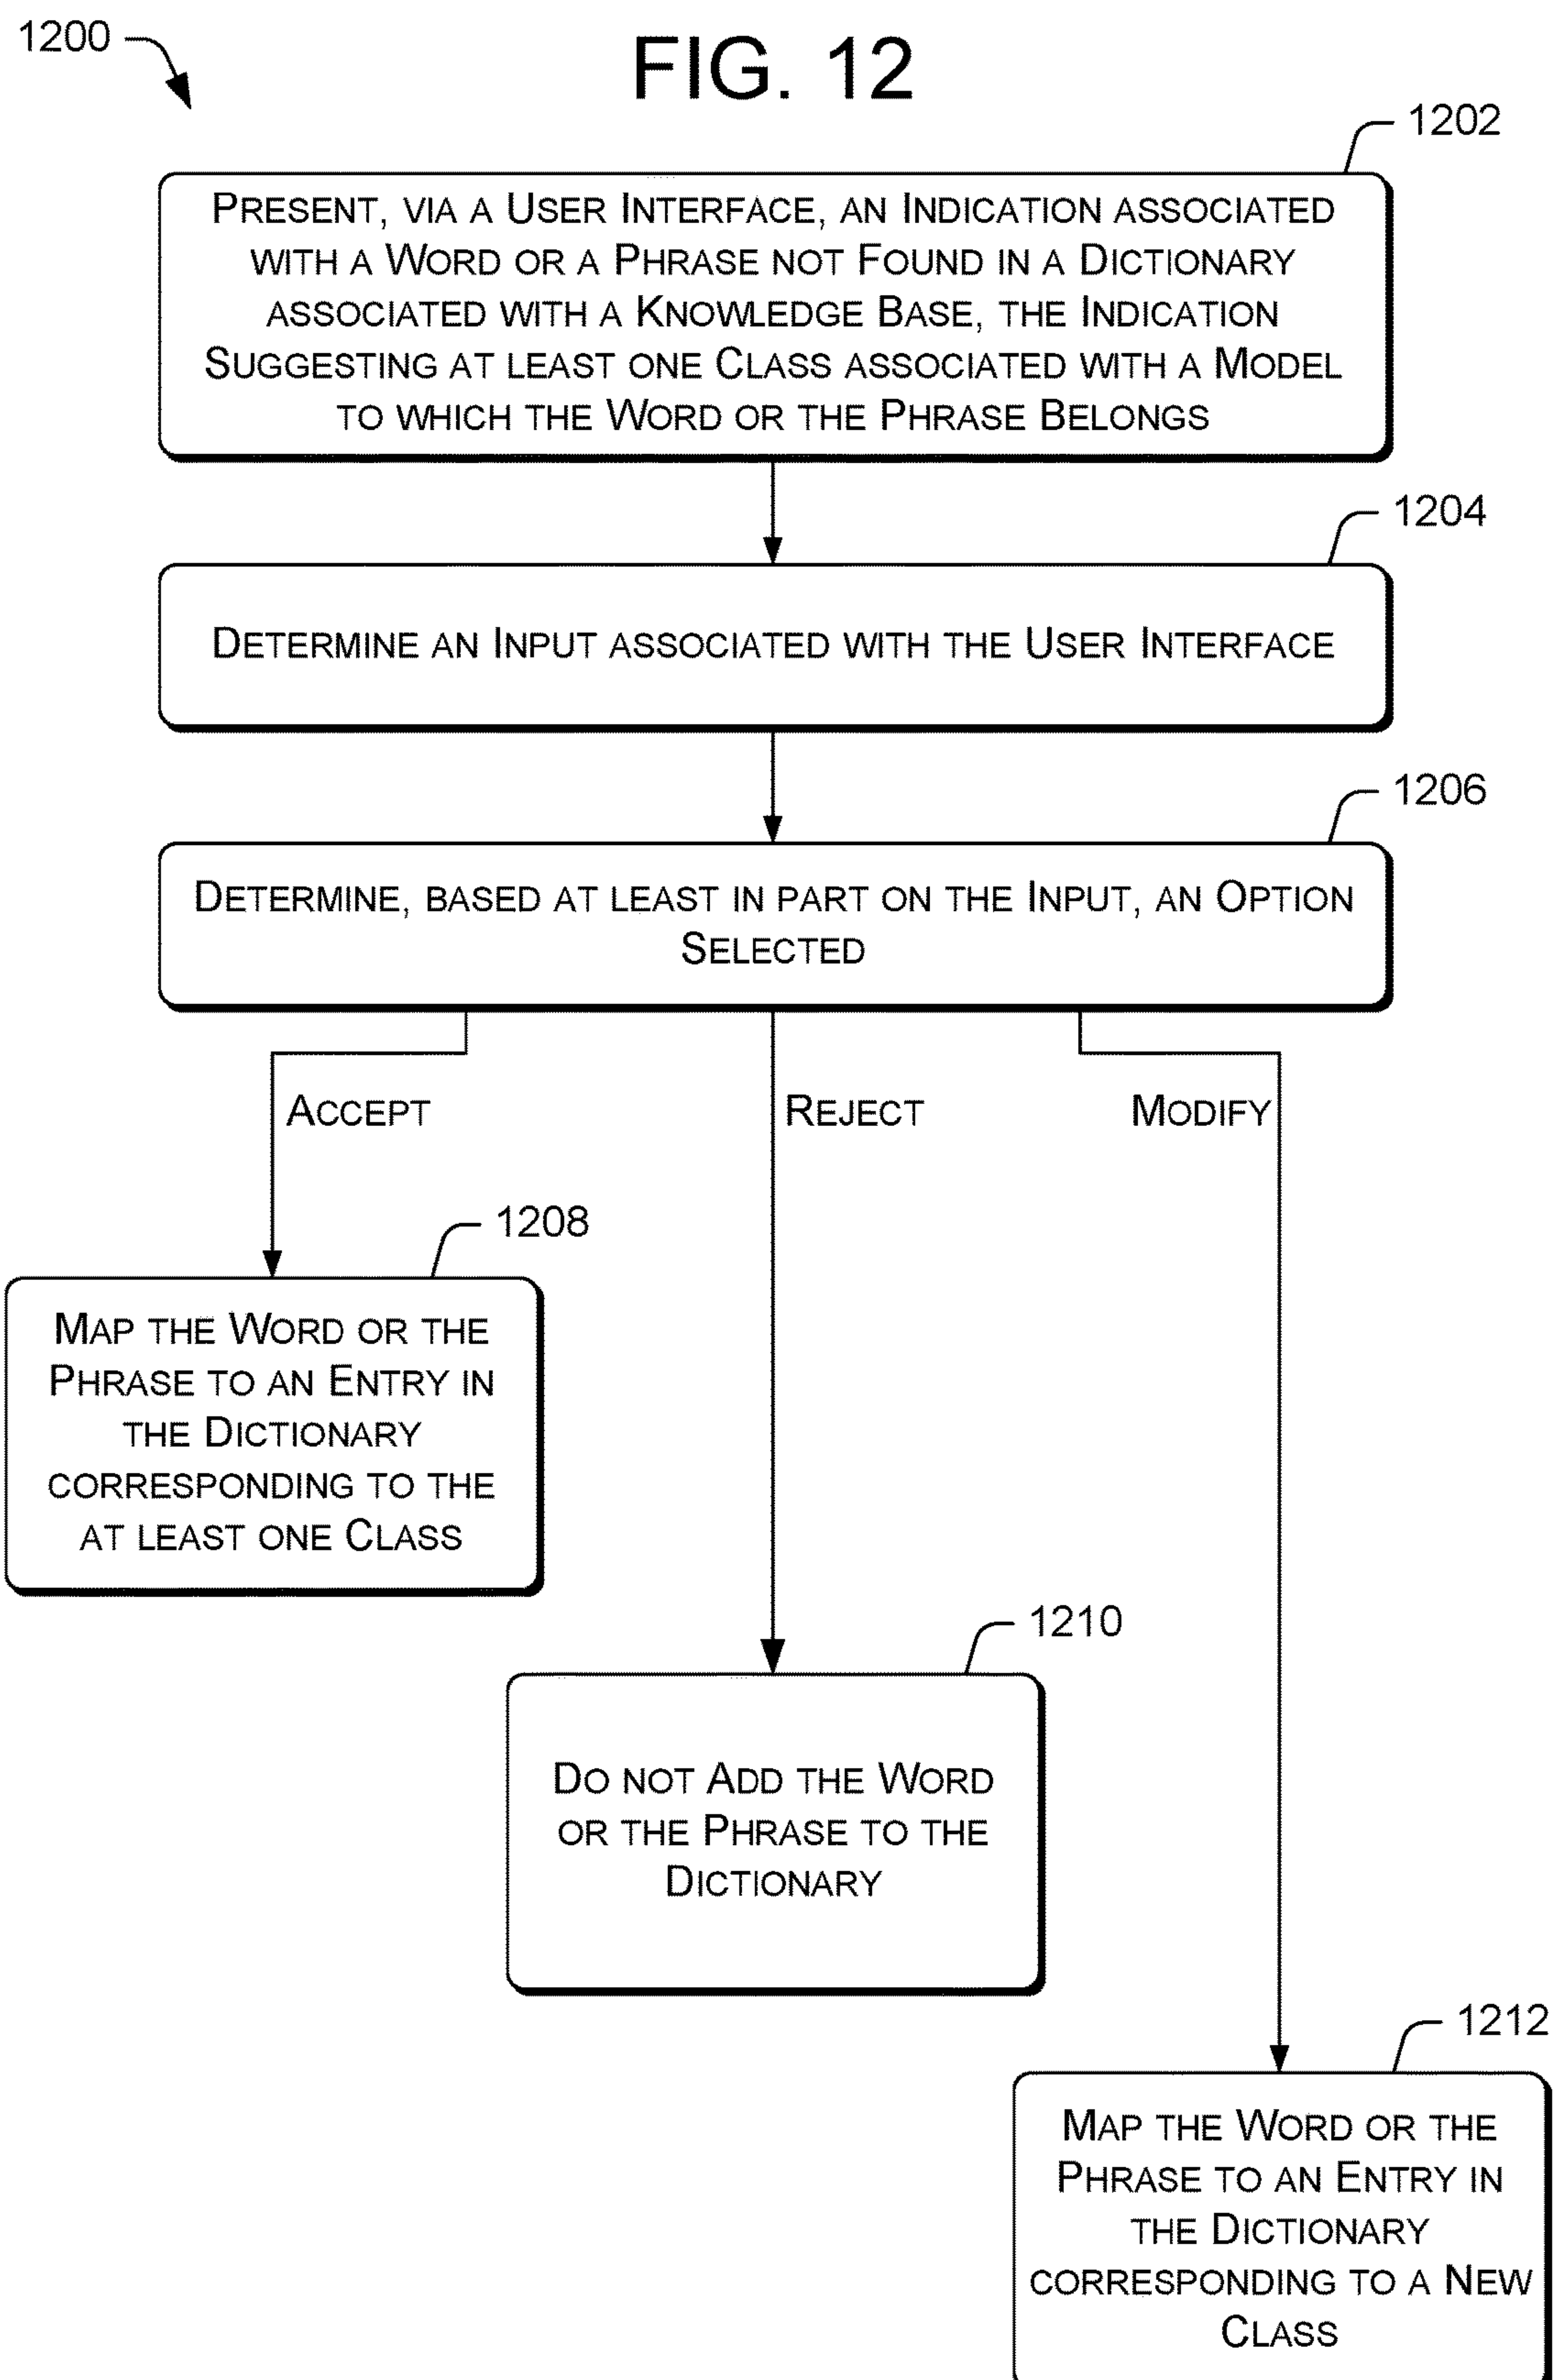 1200
FIG. 12
1202
PRESENT, VIA A USER INTERFACE, AN INDICATION ASSOCIATED
WITH A WORD OR A PHRASE NOT FOUND IN A DICTIONARY
ASSOCIATED WITH A KNOWLEDGE BASE, THE INDICATION
SUGGESTING AT LEAST ONE CLASS ASSOCIATED WITH A MODEL
TO WHICH THE WORD OR THE PHRASE BELONGS
1204
DETERMINE AN INPUT ASSOCIATED WITH THE USER INTERFACE
1206
DETERMINE, BASED AT LEAST IN PART ON THE INPUT, AN OPTION
SELECTED
ACCEPT
REJECT
MODIFY
1208
MAP THE WORD OR THE
PHRASE TO AN ENTRY IN
THE DICTIONARY
CORRESPONDING TO THE
AT LEAST ONE CLASS
1210
DO NOT ADD THE WORD
OR THE PHRASE TO THE
DICTIONARY
1212
MAP THE WORD OR THE
PHRASE TO AN ENTRY IN
THE DICTIONARY
CORRESPONDING TO A NEW
CLASS